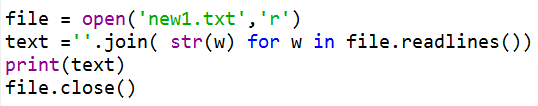 file = open('new1.txt','r')
text =''.join( str(w) for w in file.readlines())
print(text)
file.close()